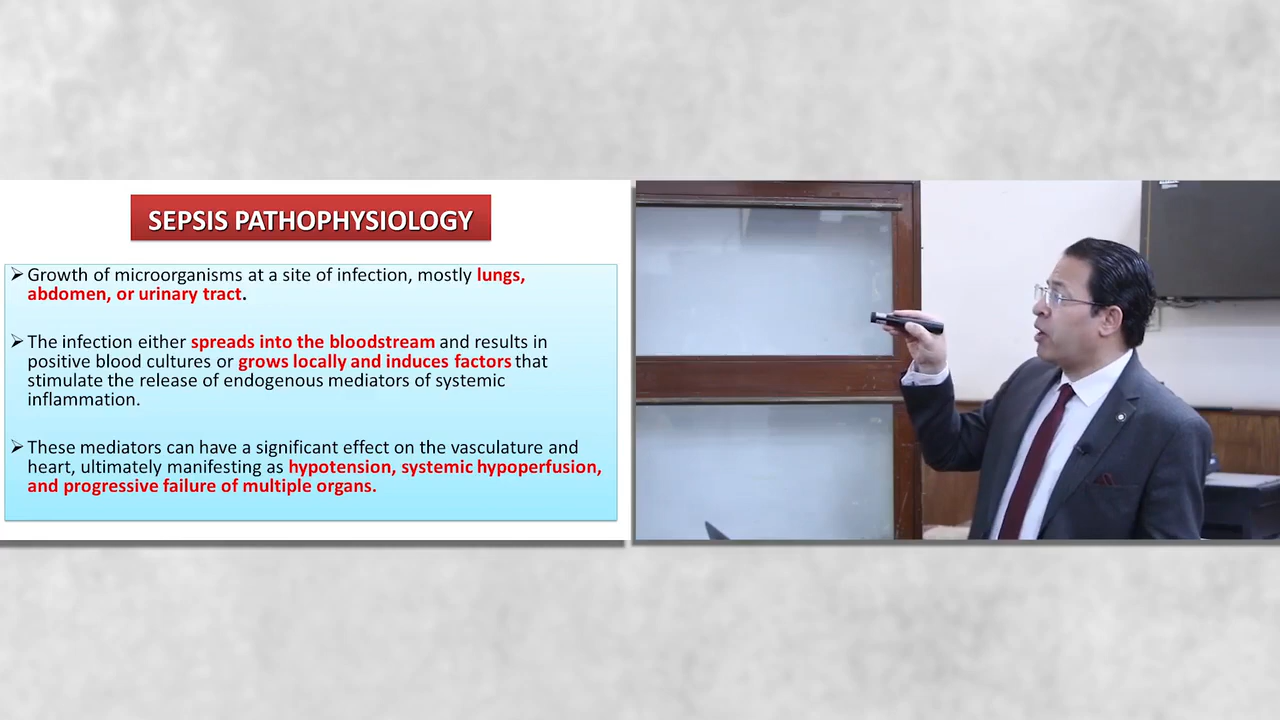 SEPSIS PATHOPHYSIOLOGY
➢ Growth of microorganisms at a site of infection, mostly lungs,
abdomen, or urinary tract.
➢ The infection either spreads into the bloodstream and results in
positive blood cultures or grows locally and induces factors that
stimulate the release of endogenous mediators of systemic
inflammation.
➢ These mediators can have a significant effect on the vasculature and
heart, ultimately manifesting as hypotension, systemic hypoperfusion,
and progressive failure of multiple organs.